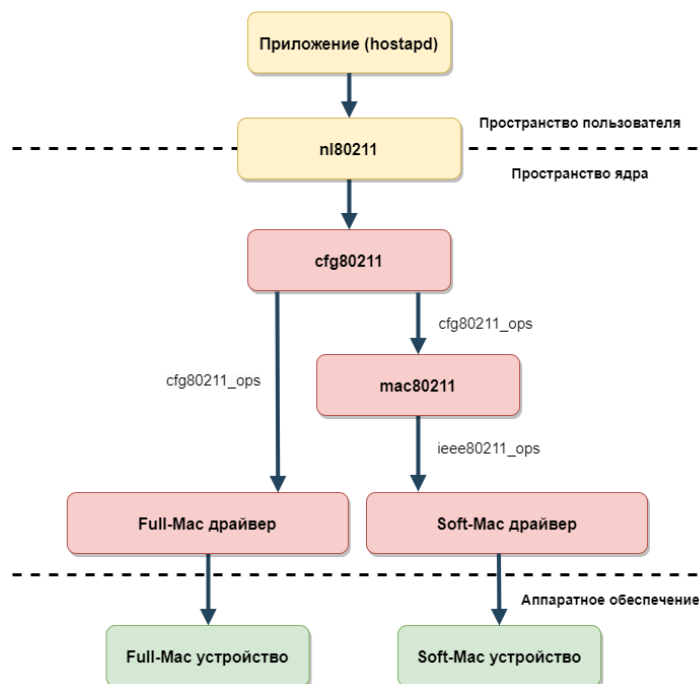 Приложение (hostapd)
Пространство пользователя
nl80211
Пространство ядра
cfg80211
cfg80211_ops
mac80211
cfg80211_ops
ieee80211_ops
Full-Mac драйвер
Soft-Mac драйвер
Аппаратное обеспечение
Full-Mac устройство
Soft-Mac устройство